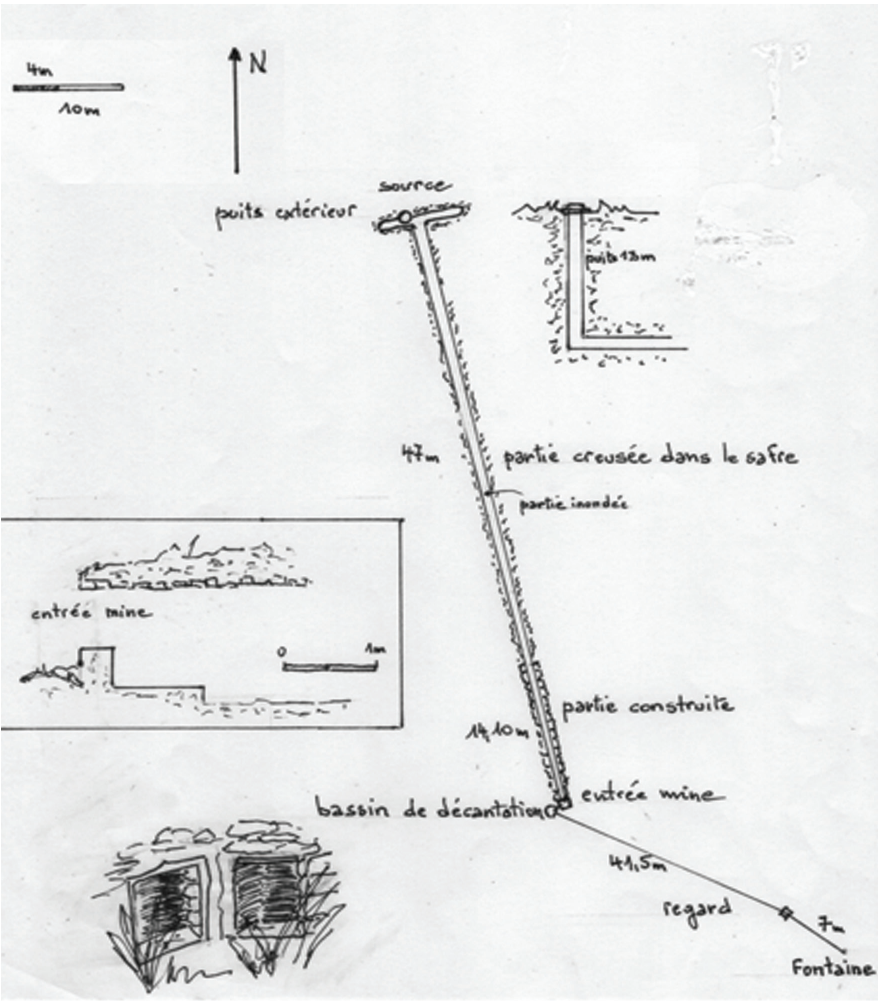 4m
10m
N
source
puits extérieur
puits 13m
47m
partie creusée dans le safre
partie inondée
entrée mine
0
1m
partie construite
14,10m
entrée mine
bassin de décantation
41,5m
regard
7m
Fontaine